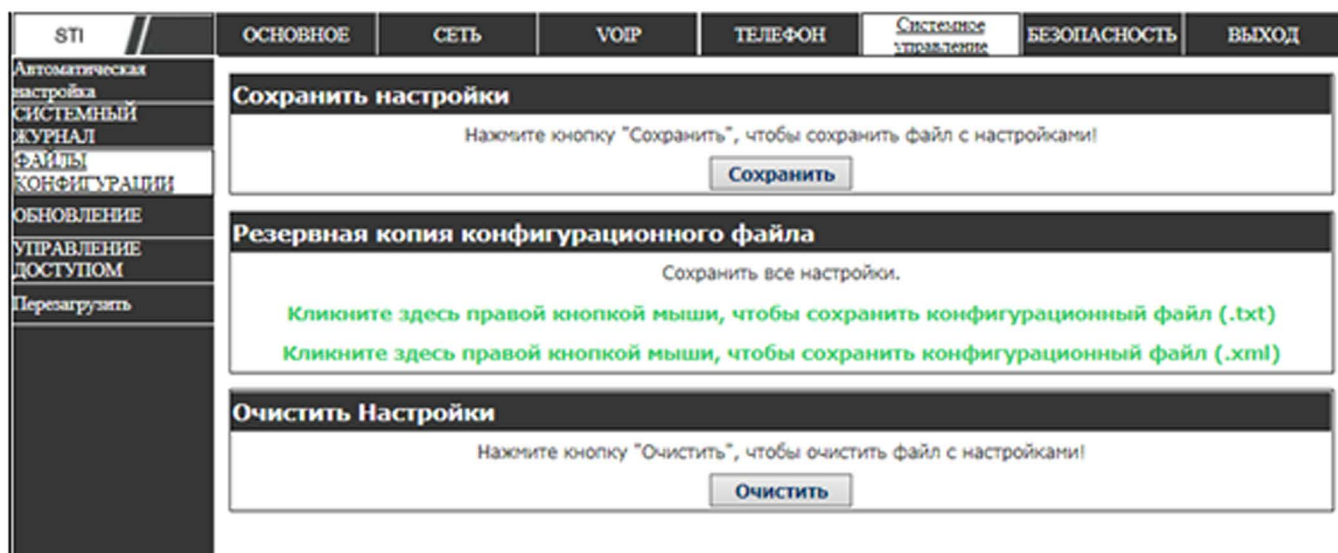 STI
ОСНОВНОЕ
СЕТЬ
VOIP
ТЕЛЕФОН
Системное
управление
БЕЗОПАСНОСТЬ
ВЫХОД
Автоматическая
настройка
СИСТЕМНЫЙ
ЖУРНАЛ
ФАЙЛЫ
КОНФИГУРАЦИИ
ОБНОВЛЕНИЕ
УПРАВЛЕНИЕ
ДОСТУПОМ
Перезагрузить
Сохранить настройки
Нажмите кнопку "Сохранить", чтобы сохранить файл с настройками!
Сохранить
Резервная копия конфигурационного файла
Сохранить все настройки.
Кликните здесь правой кнопкой мыши, чтобы сохранить конфигурационный файл (.txt)
Кликните здесь правой кнопкой мыши, чтобы сохранить конфигурационный файл (.xml)
Очистить Настройки
Нажмите кнопку "Очистить", чтобы очистить файл с настройками!
Очистить